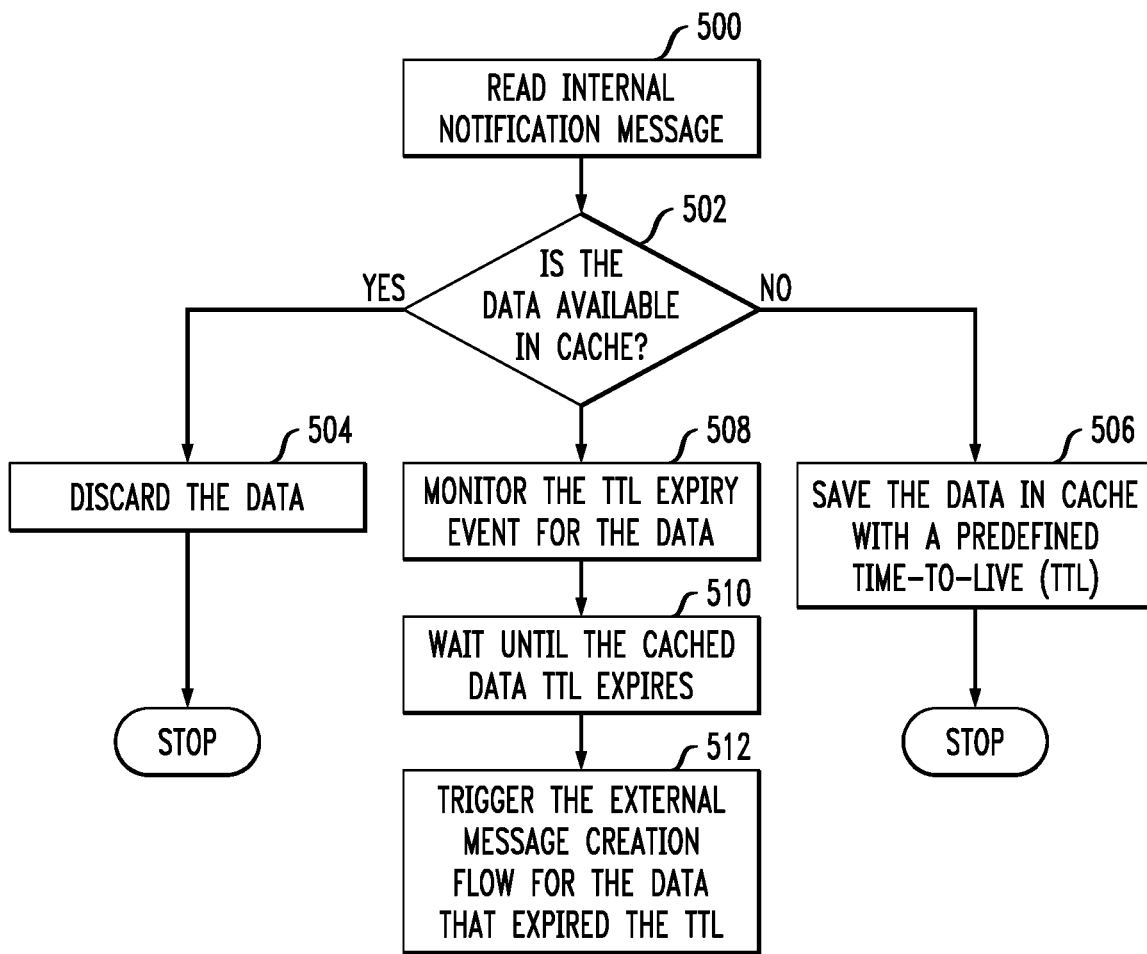 500
READ INTERNAL
NOTIFICATION MESSAGE
502
IS THE
DATA AVAILABLE
IN CACHE?
YES
NO
504
DISCARD THE DATA
STOP
508
MONITOR THE TTL EXPIRY
EVENT FOR THE DATA
510
WAIT UNTIL THE CACHED
DATA TTL EXPIRES
512
TRIGGER THE EXTERNAL
MESSAGE CREATION
FLOW FOR THE DATA
THAT EXPIRED THE TTL
506
SAVE THE DATA IN CACHE
WITH A PREDEFINED
TIME-TO-LIVE (TTL)
STOP